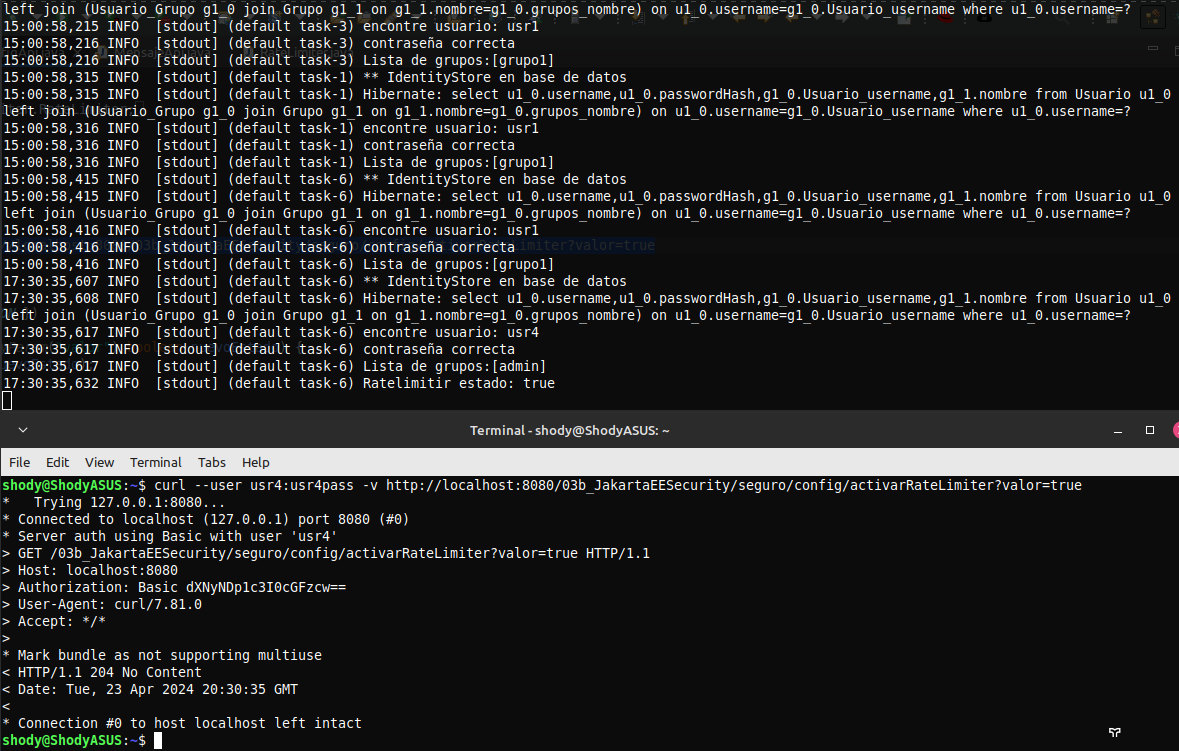 left join (Usuario_Grupo g1_0 join Grupo g1_1 on g1_1.nombre=g1_0.grupos_nombre) on u1_0.username=g1_0.Usuario_username where u1_0.username=?
15:00:58,215 INFO  [stdout] (default task-3) encontre usuario: usr1
15:00:58,216 INFO  [stdout] (default task-3) contraseña correcta
15:00:58,216 INFO  [stdout] (default task-3) Lista de grupos:[grupo1]
15:00:58,315 INFO  [stdout] (default task-1) ** IdentityStore en base de datos
15:00:58,315 INFO  [stdout] (default task-1) Hibernate: select u1_0.username,u1_0.passwordHash,g1_0.Usuario_username,g1_1.nombre from Usuario u1_0
left join (Usuario_Grupo g1_0 join Grupo g1_1 on g1_1.nombre=g1_0.grupos_nombre) on u1_0.username=g1_0.Usuario_username where u1_0.username=?
15:00:58,316 INFO  [stdout] (default task-1) encontre usuario: usr1
15:00:58,316 INFO  [stdout] (default task-1) contraseña correcta
15:00:58,316 INFO  [stdout] (default task-1) Lista de grupos:[grupo1]
15:00:58,415 INFO  [stdout] (default task-6) ** IdentityStore en base de datos
15:00:58,415 INFO  [stdout] (default task-6) Hibernate: select u1_0.username,u1_0.passwordHash,g1_0.Usuario_username,g1_1.nombre from Usuario u1_0
left join (Usuario_Grupo g1_0 join Grupo g1_1 on g1_1.nombre=g1_0.grupos_nombre) on u1_0.username=g1_0.Usuario_username where u1_0.username=?
15:00:58,416 INFO  [stdout] (default task-6) encontre usuario: usr1
15:00:58,416 INFO  [stdout] (default task-6) contraseña correcta
15:00:58,416 INFO  [stdout] (default task-6) Lista de grupos:[grupo1]
17:30:35,607 INFO  [stdout] (default task-6) ** IdentityStore en base de datos
17:30:35,608 INFO  [stdout] (default task-6) Hibernate: select u1_0.username,u1_0.passwordHash,g1_0.Usuario_username,g1_1.nombre from Usuario u1_0
left join (Usuario_Grupo g1_0 join Grupo g1_1 on g1_1.nombre=g1_0.grupos_nombre) on u1_0.username=g1_0.Usuario_username where u1_0.username=?
17:30:35,617 INFO  [stdout] (default task-6) encontre usuario: usr4
17:30:35,617 INFO  [stdout] (default task-6) contraseña correcta
17:30:35,617 INFO  [stdout] (default task-6) Lista de grupos:[admin]
17:30:35,632 INFO  [stdout] (default task-6) Ratelimitir estado: true
Terminal - shody@ShodyASUS: ~
File Edit View Terminal Tabs Help
shody@ShodyASUS:~$ curl --user usr4:usr4pass -v http://localhost:8080/03b_JakartaEESecurity/seguro/config/activarRateLimiter?valor=true
*   Trying 127.0.0.1:8080...
* Connected to localhost (127.0.0.1) port 8080 (#0)
* Server auth using Basic with user 'usr4'
> GET /03b_JakartaEESecurity/seguro/config/activarRateLimiter?valor=true HTTP/1.1
> Host: localhost:8080
> Authorization: Basic dXNyNDp1c3I0cGFzcw==
> User-Agent: curl/7.81.0
> Accept: */*
>
* Mark bundle as not supporting multiuse
< HTTP/1.1 204 No Content
< Date: Tue, 23 Apr 2024 20:30:35 GMT
<
* Connection #0 to host localhost left intact
shody@ShodyASUS:~$